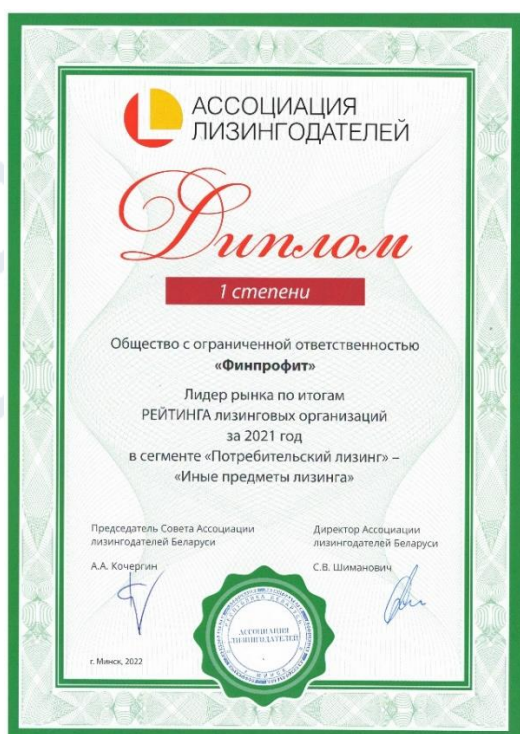 АССОЦИАЦИЯ
ЛИЗИНГОДАТЕЛЕЙ
Диплом
1 степени
Общество с ограниченной ответственностью
«Финпрофит»
Лидер рынка по итогам
РЕЙТИНГА лизинговых организаций
за 2021 год
в сегменте «Потребительский лизинг» –
«Иные предметы лизинга»
Председатель Совета Ассоциации
лизингодателей Беларуси
А.А. Кочергин
Директор Ассоциации
лизингодателей Беларуси
С.В. Шиманович
РЕСПУБЛИКА БЕЛАРУСЬ
АССОЦИАЦИЯ
ЛИЗИНГОДАТЕЛЕЙ
г. Минск, 2022